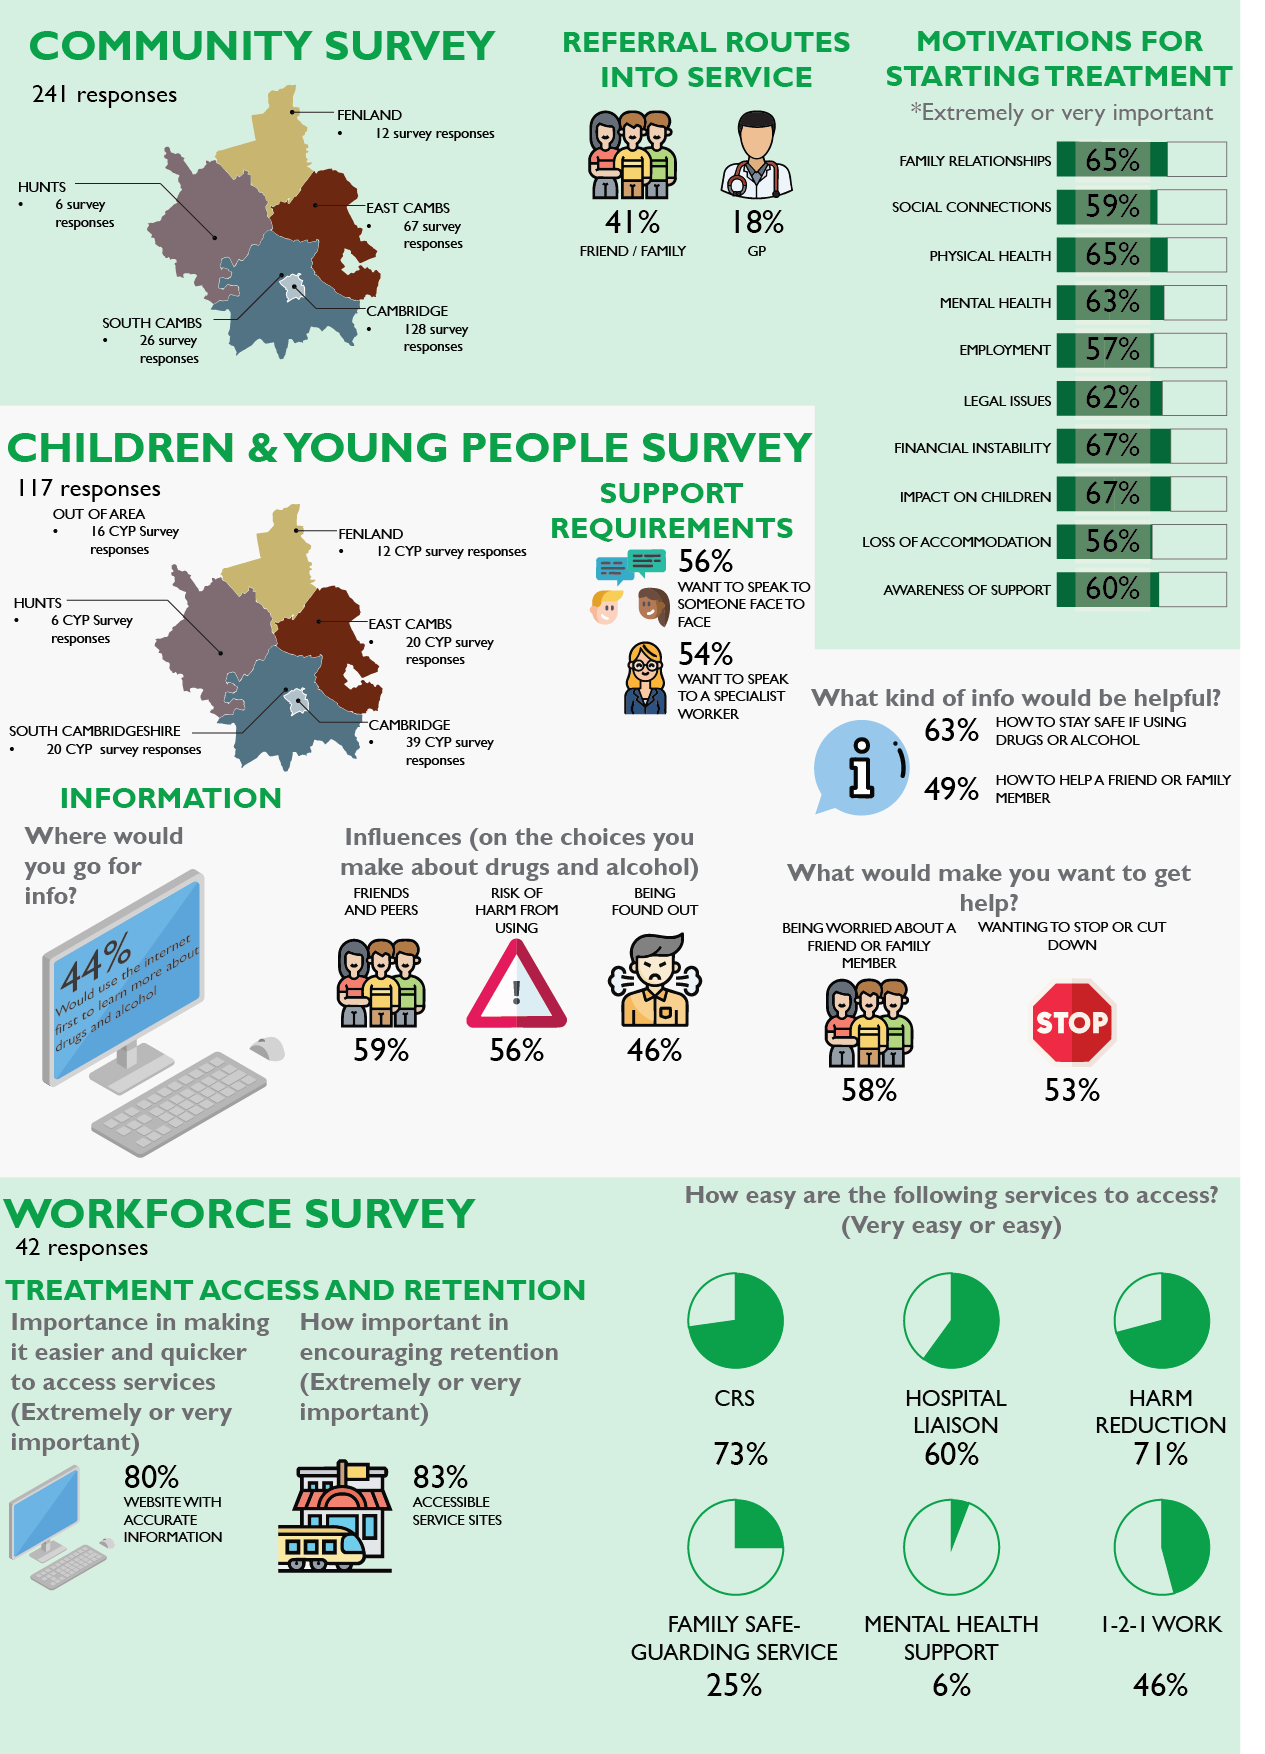 COMMUNITY SURVEY
241 responses
FENLAND
• 12 survey responses
HUNTS
• 6 survey
responses
EAST CAMBS
• 67 survey
responses
CAMBRIDGE
• 128 survey
responses
SOUTH CAMBS
• 26 survey
responses
REFERRAL ROUTES
INTO SERVICE
41%
FRIEND / FAMILY
18%
GP
MOTIVATIONS FOR
STARTING TREATMENT
*Extremely or very important
FAMILY RELATIONSHIPS 65%
SOCIAL CONNECTIONS 59%
PHYSICAL HEALTH 65%
MENTAL HEALTH 63%
EMPLOYMENT 57%
LEGAL ISSUES 62%
FINANCIAL INSTABILITY 67%
IMPACT ON CHILDREN 67%
LOSS OF ACCOMMODATION 56%
AWARENESS OF SUPPORT 60%
CHILDREN & YOUNG PEOPLE SURVEY
117 responses
OUT OF AREA
• 16 CYP Survey
responses
FENLAND
• 12 CYP survey responses
HUNTS
• 6 CYP Survey
responses
EAST CAMBS
• 20 CYP survey
responses
SOUTH CAMBRIDGESHIRE
• 20 CYP survey responses
CAMBRIDGE
• 39 CYP survey
responses
SUPPORT
REQUIREMENTS
56%
WANT TO SPEAK TO
SOMEONE FACE TO
FACE
54%
WANT TO SPEAK
TO A SPECIALIST
WORKER
What kind of info would be helpful?
i
63% HOW TO STAY SAFE IF USING
DRUGS OR ALCOHOL
49% HOW TO HELP A FRIEND OR FAMILY
MEMBER
INFORMATION
Where would
you go for
info?
44%
Would use the internet
first to learn more about
drugs and alcohol
Influences (on the choices you
make about drugs and alcohol)
FRIENDS
AND PEERS
59%
RISK OF
HARM FROM
USING
!
56%
BEING
FOUND OUT
46%
What would make you want to get
help?
BEING WORRIED ABOUT A
FRIEND OR FAMILY
MEMBER
58%
WANTING TO STOP OR CUT
DOWN
STOP
53%
WORKFORCE SURVEY
42 responses
TREATMENT ACCESS AND RETENTION
Importance in making
it easier and quicker
to access services
(Extremely or very
important)
80%
WEBSITE WITH
ACCURATE
INFORMATION
How important in
encouraging retention
(Extremely or very
important)
83%
ACCESSIBLE
SERVICE SITES
How easy are the following services to access?
(Very easy or easy)
CRS
73%
HOSPITAL
LIAISON
60%
HARM
REDUCTION
71%
FAMILY SAFE-
GUARDING SERVICE
25%
MENTAL HEALTH
SUPPORT
6%
1-2-1 WORK
46%